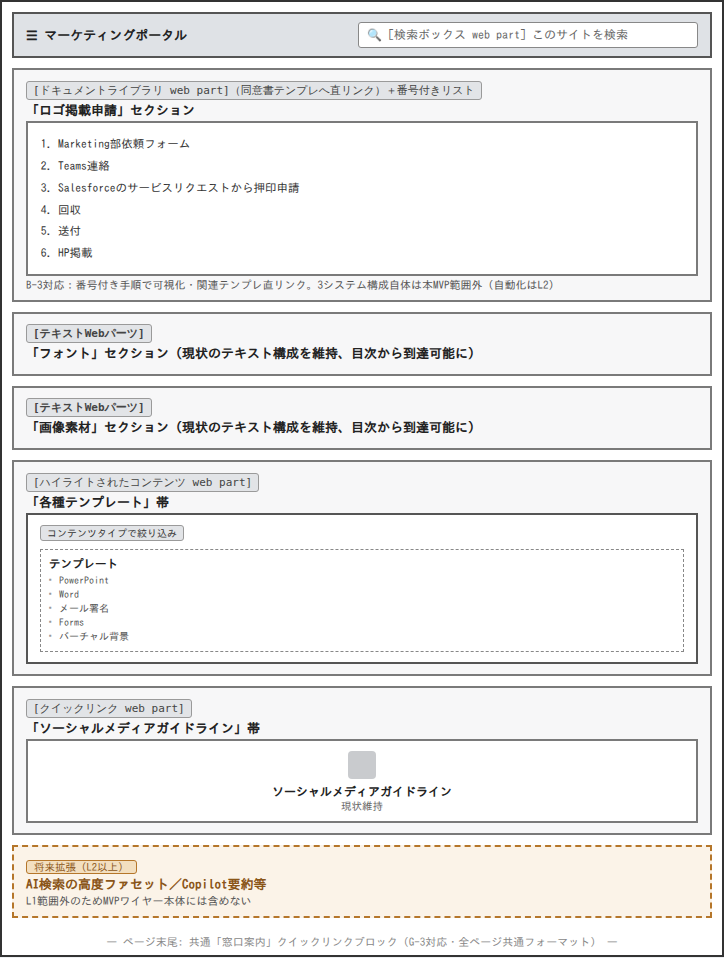 ☰ マーケティングポータル
🔍 [検索ボックス web part] このサイトを検索
[ドキュメントライブラリ web part]（同意書テンプレへ直リンク）＋番号付きリスト
「ロゴ掲載申請」セクション
1. Marketing部依頼フォーム
2. Teams連絡
3. Salesforceのサービスリクエストから押印申請
4. 回収
5. 送付
6. HP掲載
B-3対応：番号付き手順で可視化・関連テンプレ直リンク。3システム構成自体は本MVP範囲外（自動化はL2）
[テキストWebパーツ]
「フォント」セクション（現状のテキスト構成を維持、目次から到達可能に）
[テキストWebパーツ]
「画像素材」セクション（現状のテキスト構成を維持、目次から到達可能に）
[ハイライトされたコンテンツ web part]
「各種テンプレート」帯
コンテンツタイプで絞り込み
テンプレート
・PowerPoint
・Word
・メール署名
・Forms
・バーチャル背景
[クイックリンク web part]
「ソーシャルメディアガイドライン」帯
ソーシャルメディアガイドライン
現状維持
将来拡張（L2以上）
AI検索の高度ファセット／Copilot要約等
L1範囲外のためMVPワイヤー本体には含めない
― ページ末尾: 共通「窓口案内」クイックリンクブロック（G-3対応・全ページ共通フォーマット） ―